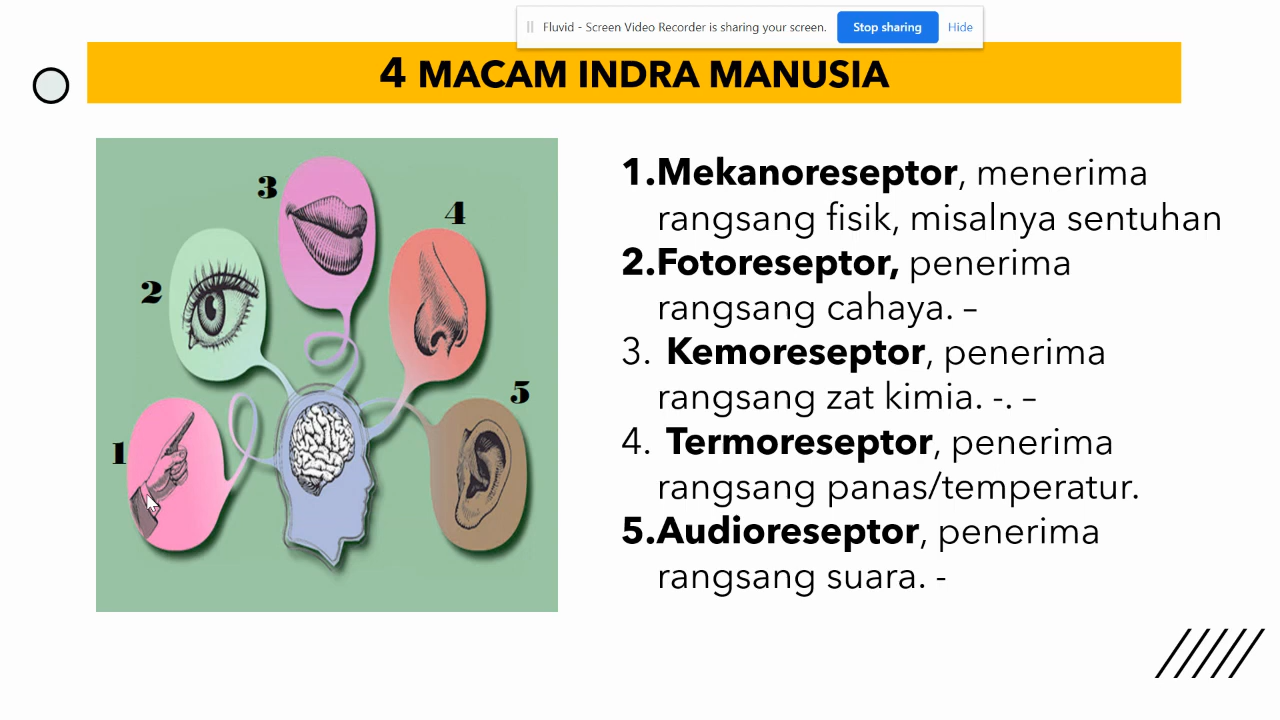 Fluvid - Screen Video Recorder is sharing your screen.
Stop sharing
Hide
4 MACAM INDRA MANUSIA
3
4
2
5
1
1.Mekanoreseptor, menerima
rangsang fisik, misalnya sentuhan
2.Fotoreseptor, penerima
rangsang cahaya. –
3. Kemoreseptor, penerima
rangsang zat kimia. -. –
4. Termoreseptor, penerima
rangsang panas/temperatur.
5.Audioreseptor, penerima
rangsang suara. -